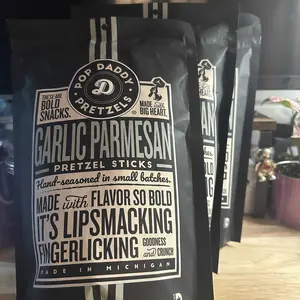 POP DADDY
D
PRETZELS
THESE ARE
BOLD
SNACKS.
MADE with
BIG HEART.
GARLIC PARMESAN
PRETZEL STICKS
Hand-seasoned in small batches.
MADE with FLAVOR SO BOLD
IT'S LIPSMACKING
FINGERLICKING GOODNESS and CRUNCH
MADE IN MICHIGAN